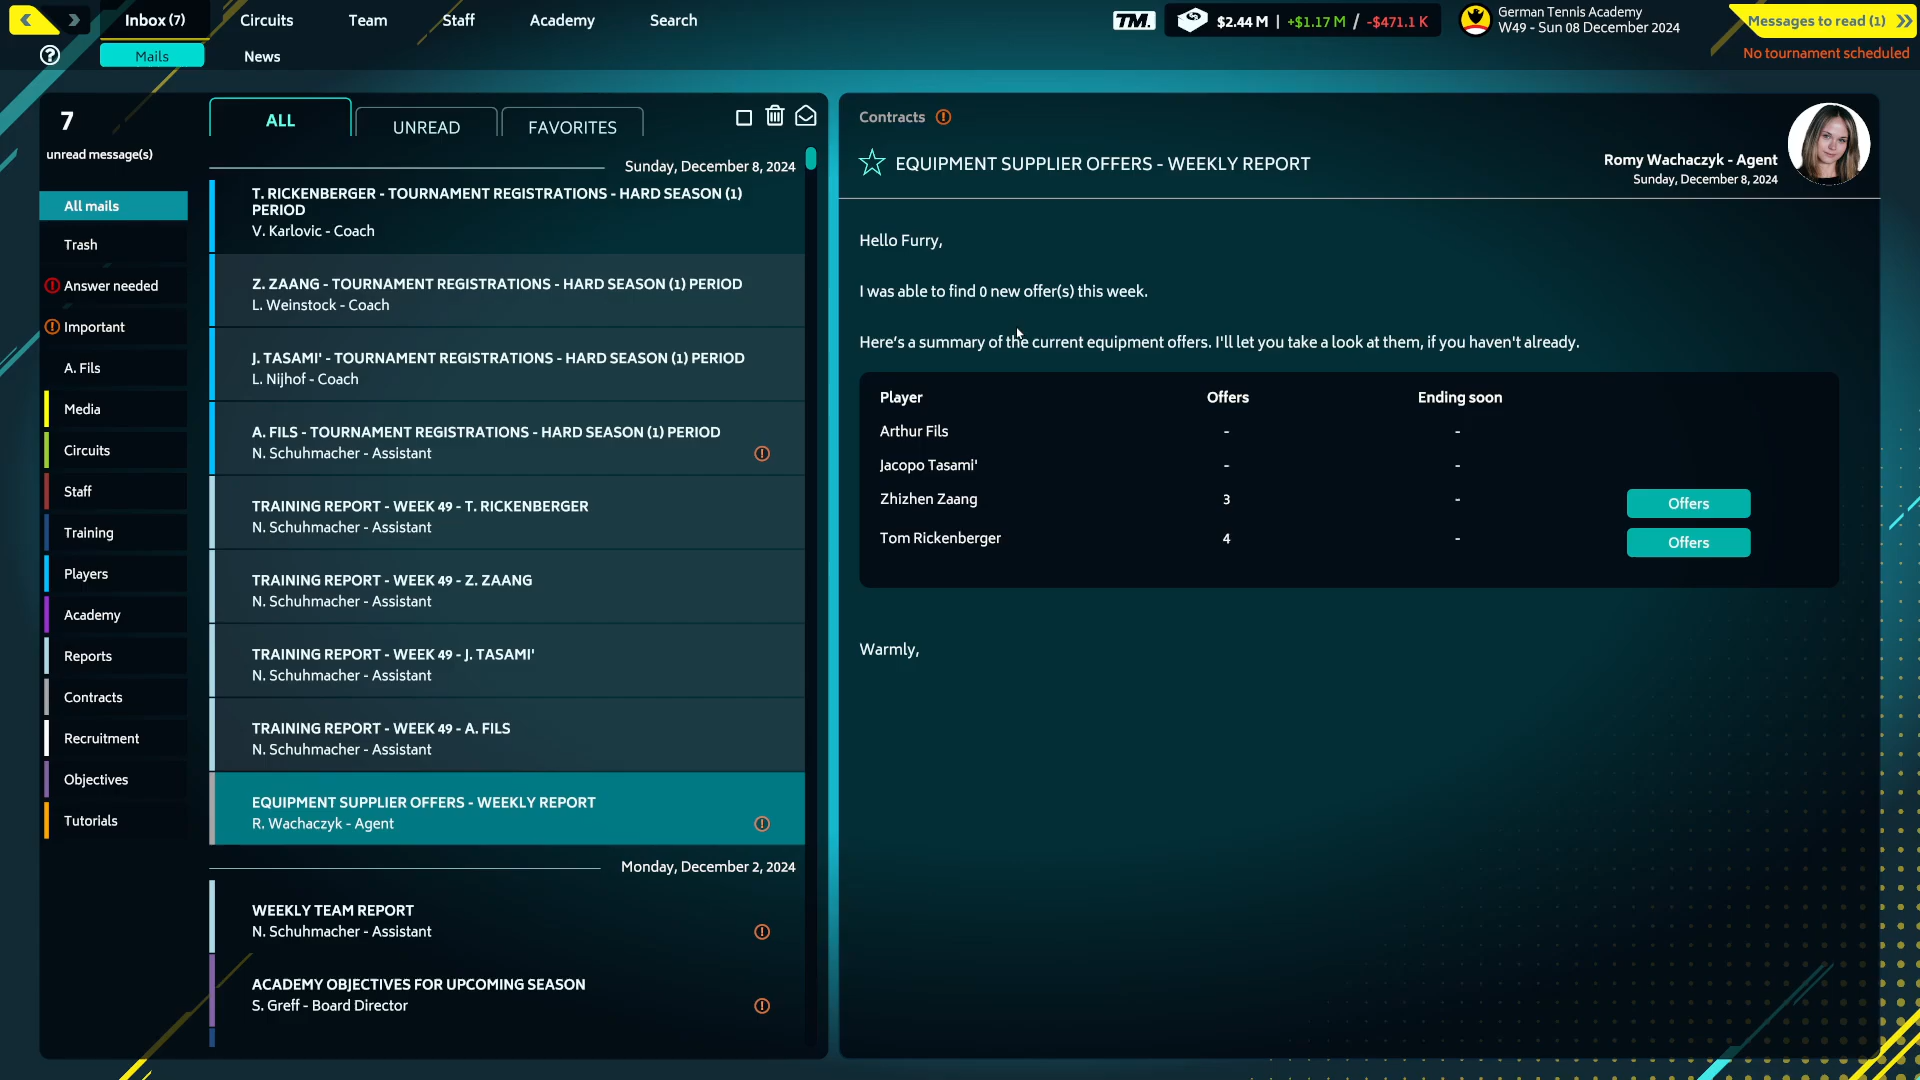 Inbox (7)
Circuits
Team
Staff
Academy
Search
TM.
$2.44 M | +$1.17 M / -$471.1 K
German Tennis Academy
W49 - Sun 08 December 2024
Messages to read (1)
No tournament scheduled
Mails
News
7
unread message(s)
All mails
Trash
Answer needed
Important
A. Fils
Media
Circuits
Staff
Training
Players
Academy
Reports
Contracts
Recruitment
Objectives
Tutorials
ALL
UNREAD
FAVORITES
Sunday, December 8, 2024
T. RICKENBERGER - TOURNAMENT REGISTRATIONS - HARD SEASON (1)
PERIOD
V. Karlovic - Coach
Z. ZAANG - TOURNAMENT REGISTRATIONS - HARD SEASON (1) PERIOD
L. Weinstock - Coach
J. TASAMI' - TOURNAMENT REGISTRATIONS - HARD SEASON (1) PERIOD
L. Nijhof - Coach
A. FILS - TOURNAMENT REGISTRATIONS - HARD SEASON (1) PERIOD
N. Schuhmacher - Assistant
TRAINING REPORT - WEEK 49 - T. RICKENBERGER
N. Schuhmacher - Assistant
TRAINING REPORT - WEEK 49 - Z. ZAANG
N. Schuhmacher - Assistant
TRAINING REPORT - WEEK 49 - J. TASAMI'
N. Schuhmacher - Assistant
TRAINING REPORT - WEEK 49 - A. FILS
N. Schuhmacher - Assistant
EQUIPMENT SUPPLIER OFFERS - WEEKLY REPORT
R. Wachaczyk - Agent
Monday, December 2, 2024
WEEKLY TEAM REPORT
N. Schuhmacher - Assistant
ACADEMY OBJECTIVES FOR UPCOMING SEASON
S. Greff - Board Director
Contracts
EQUIPMENT SUPPLIER OFFERS - WEEKLY REPORT
Romy Wachaczyk - Agent
Sunday, December 8, 2024
Hello Furry,
I was able to find 0 new offer(s) this week.
Here's a summary of the current equipment offers. I'll let you take a look at them, if you haven't already.
Player Offers Ending soon
Arthur Fils - -
Jacopo Tasami' - -
Zhizhen Zaang 3 - Offers
Tom Rickenberger 4 - Offers
Warmly,